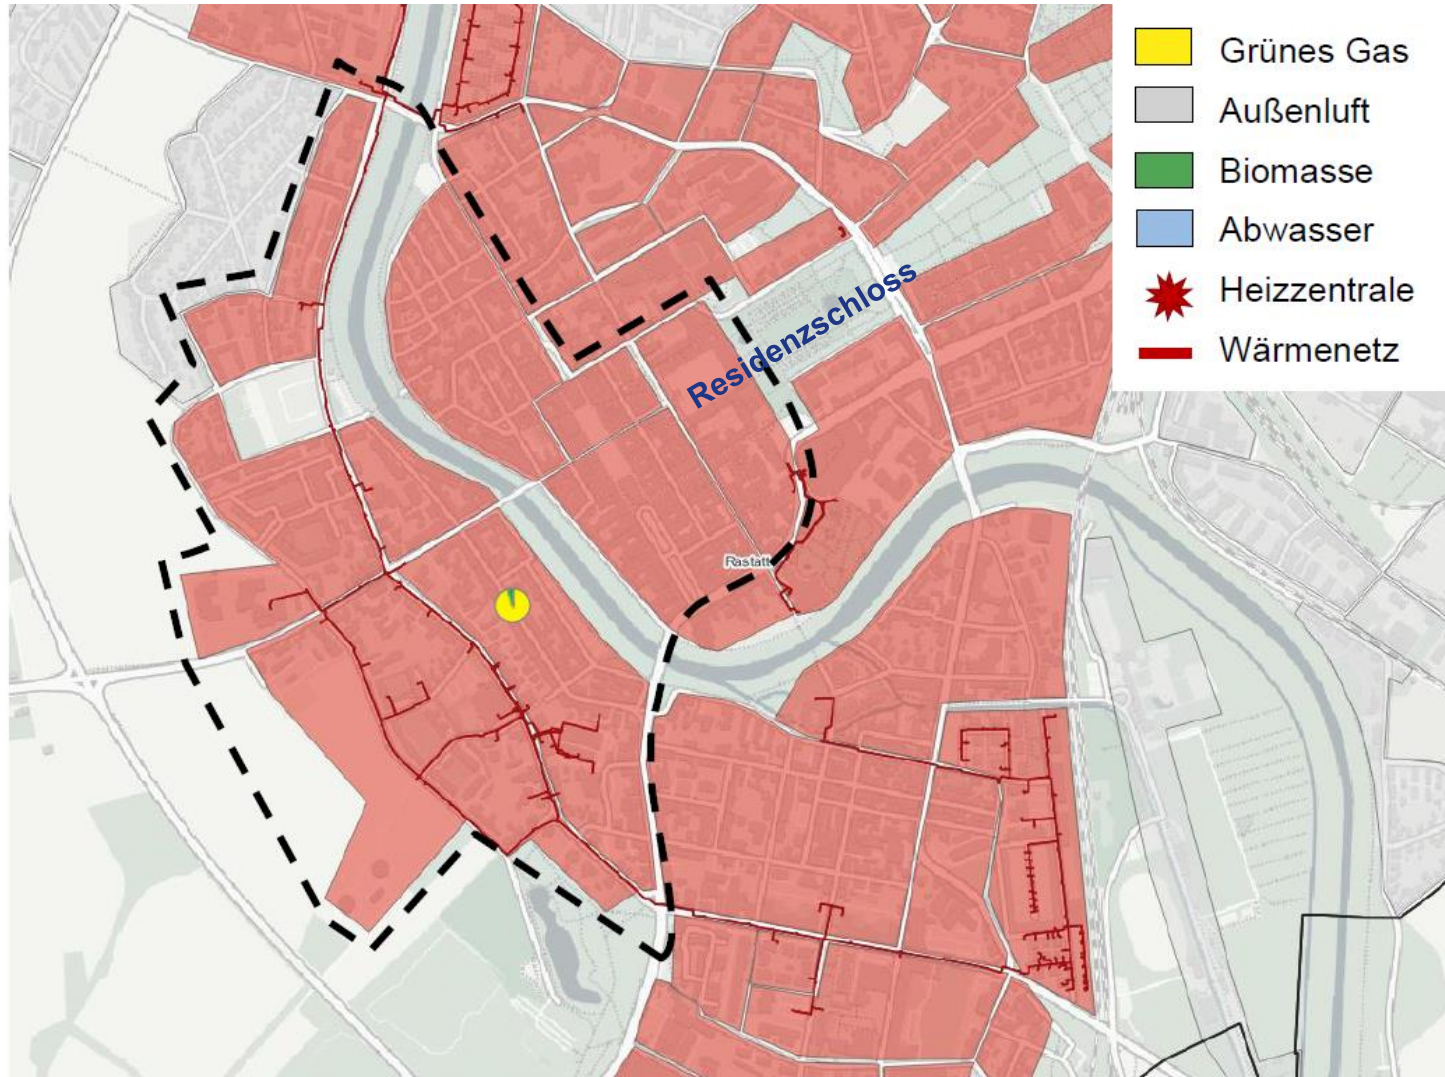 Grünes Gas
Außenluft
Biomasse
Abwasser
Heizzentrale
Wärmenetz
Residenzschloss
Rastatt